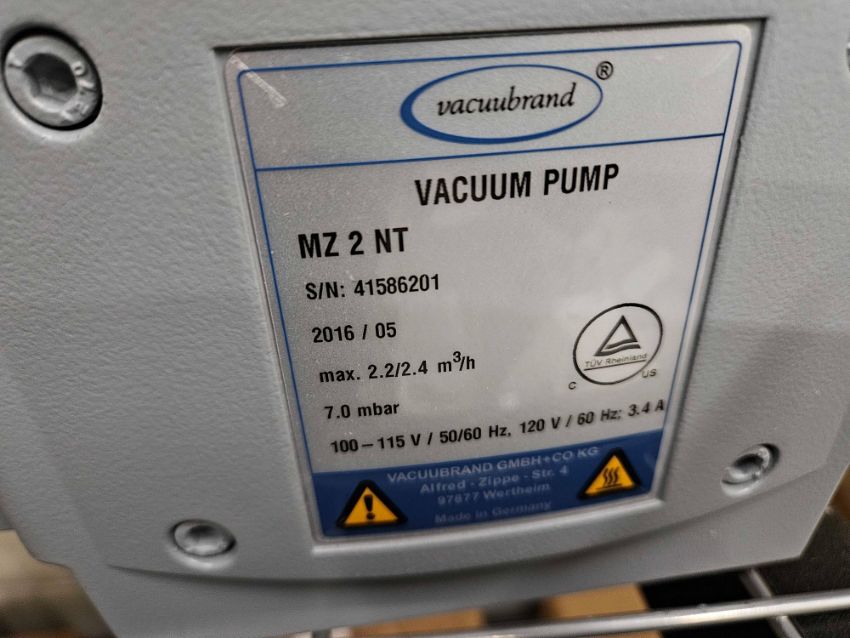 vacuubrand ®
VACUUM PUMP
MZ 2 NT
S/N: 41586201
2016 / 05
max. 2.2/2.4 m³/h
7.0 mbar
TÜV Rheinland
C US
100 – 115 V / 50/60 Hz, 120 V / 60 Hz; 3.4 A
VACUUBRAND GMBH + CO KG
Alfred - Zippe - Str. 4
97877 Wertheim
Made in Germany